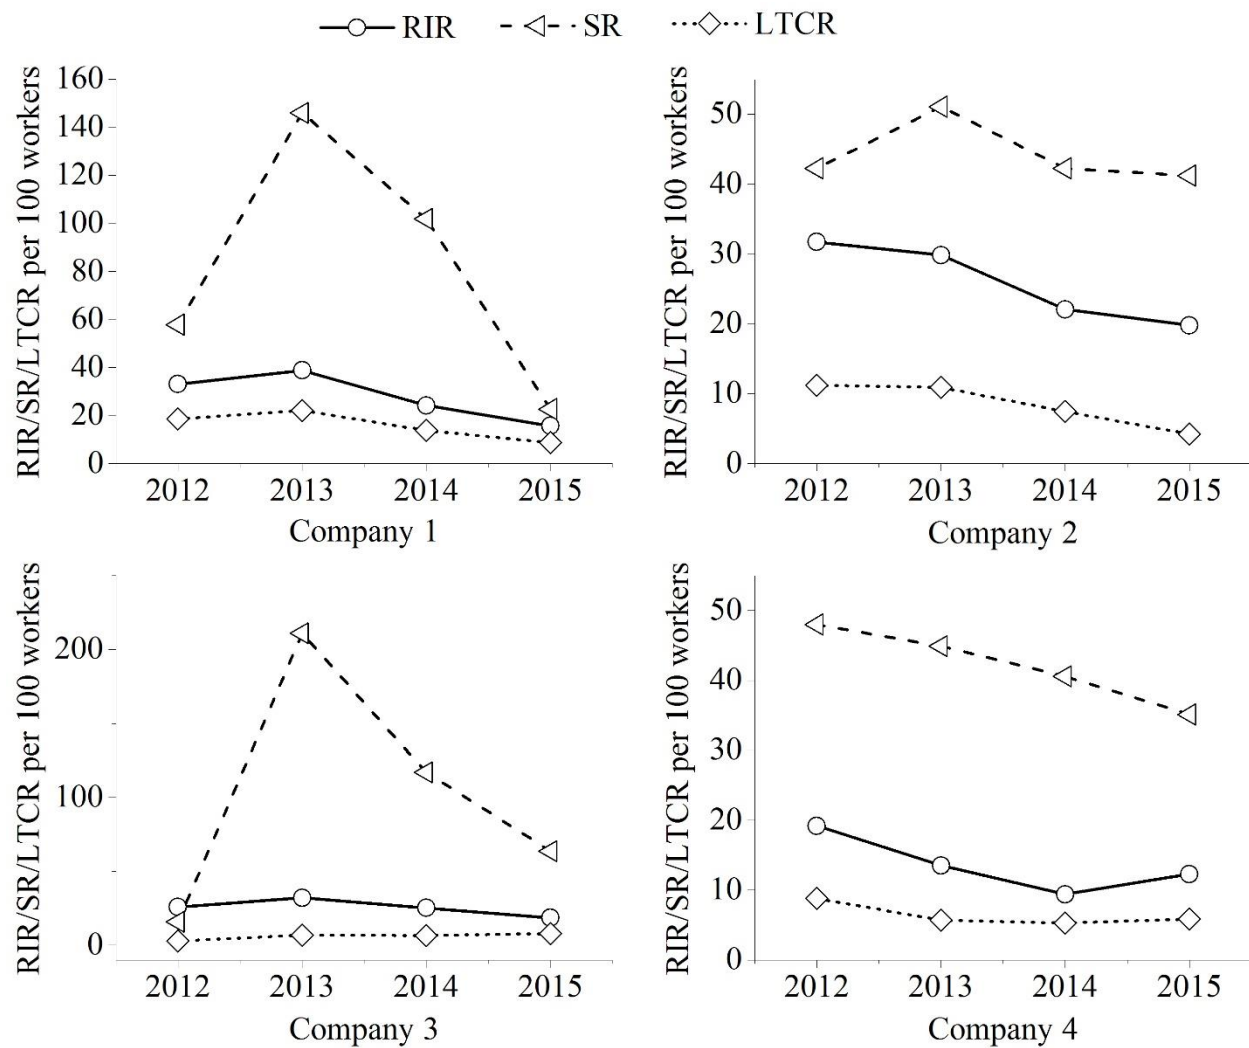 RIR SR LTCR
RIR/SR/LTCR per 100 workers
160
140
120
100
80
60
40
20
0
2012 2013 2014 2015
Company 1
RIR/SR/LTCR per 100 workers
50
40
30
20
10
0
2012 2013 2014 2015
Company 2
RIR/SR/LTCR per 100 workers
200
100
0
2012 2013 2014 2015
Company 3
RIR/SR/LTCR per 100 workers
50
40
30
20
10
0
2012 2013 2014 2015
Company 4